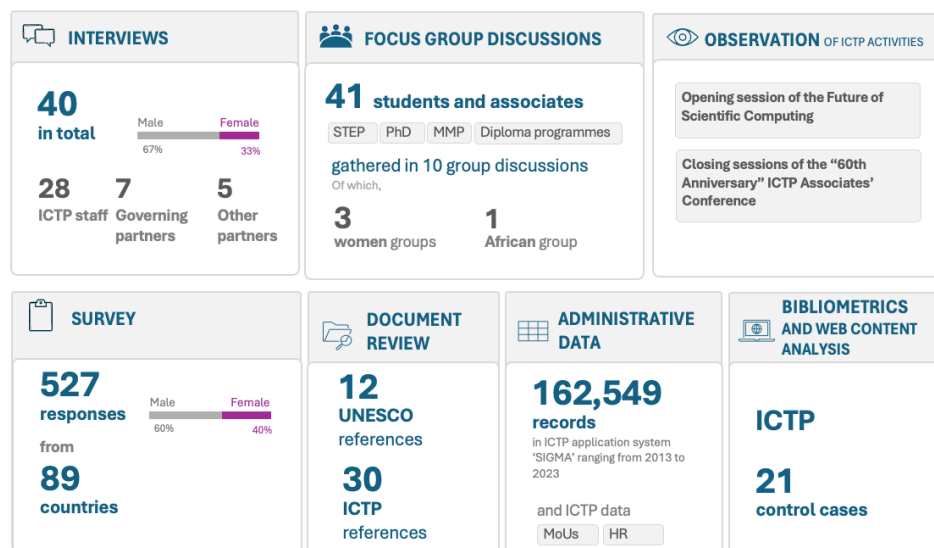 INTERVIEWS
40
in total
Male Female
67% 33%
28 7 5
ICTP staff Governing partners Other partners
FOCUS GROUP DISCUSSIONS
41 students and associates
STEP PhD MMP Diploma programmes
gathered in 10 group discussions
Of which,
3 1
women groups African group
OBSERVATION OF ICTP ACTIVITIES
Opening session of the Future of
Scientific Computing
Closing sessions of the “60th
Anniversary” ICTP Associates’
Conference
SURVEY
527
responses
Male Female
60% 40%
from
89
countries
DOCUMENT
REVIEW
12
UNESCO
references
30
ICTP
references
ADMINISTRATIVE
DATA
162,549
records
in ICTP application system
‘SIGMA’ ranging from 2013 to
2023
and ICTP data
MoUs HR
BIBLIOMETRICS
AND WEB CONTENT
ANALYSIS
ICTP
21
control cases